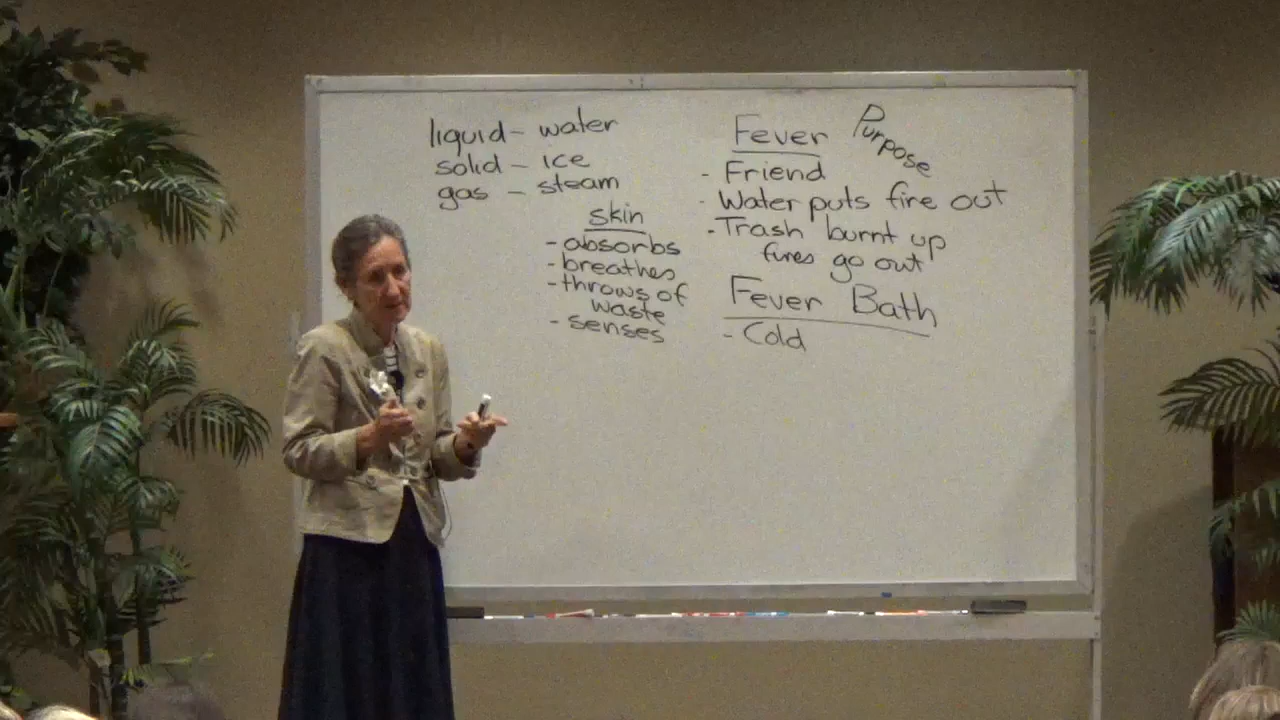 liquid - water
solid - ice
gas - steam
skin
- absorbs
- breathes
- throws of
waste
- senses
Fever
Purpose
- Friend
- Water puts fire out
- Trash burnt up
fires go out
Fever Bath
- Cold